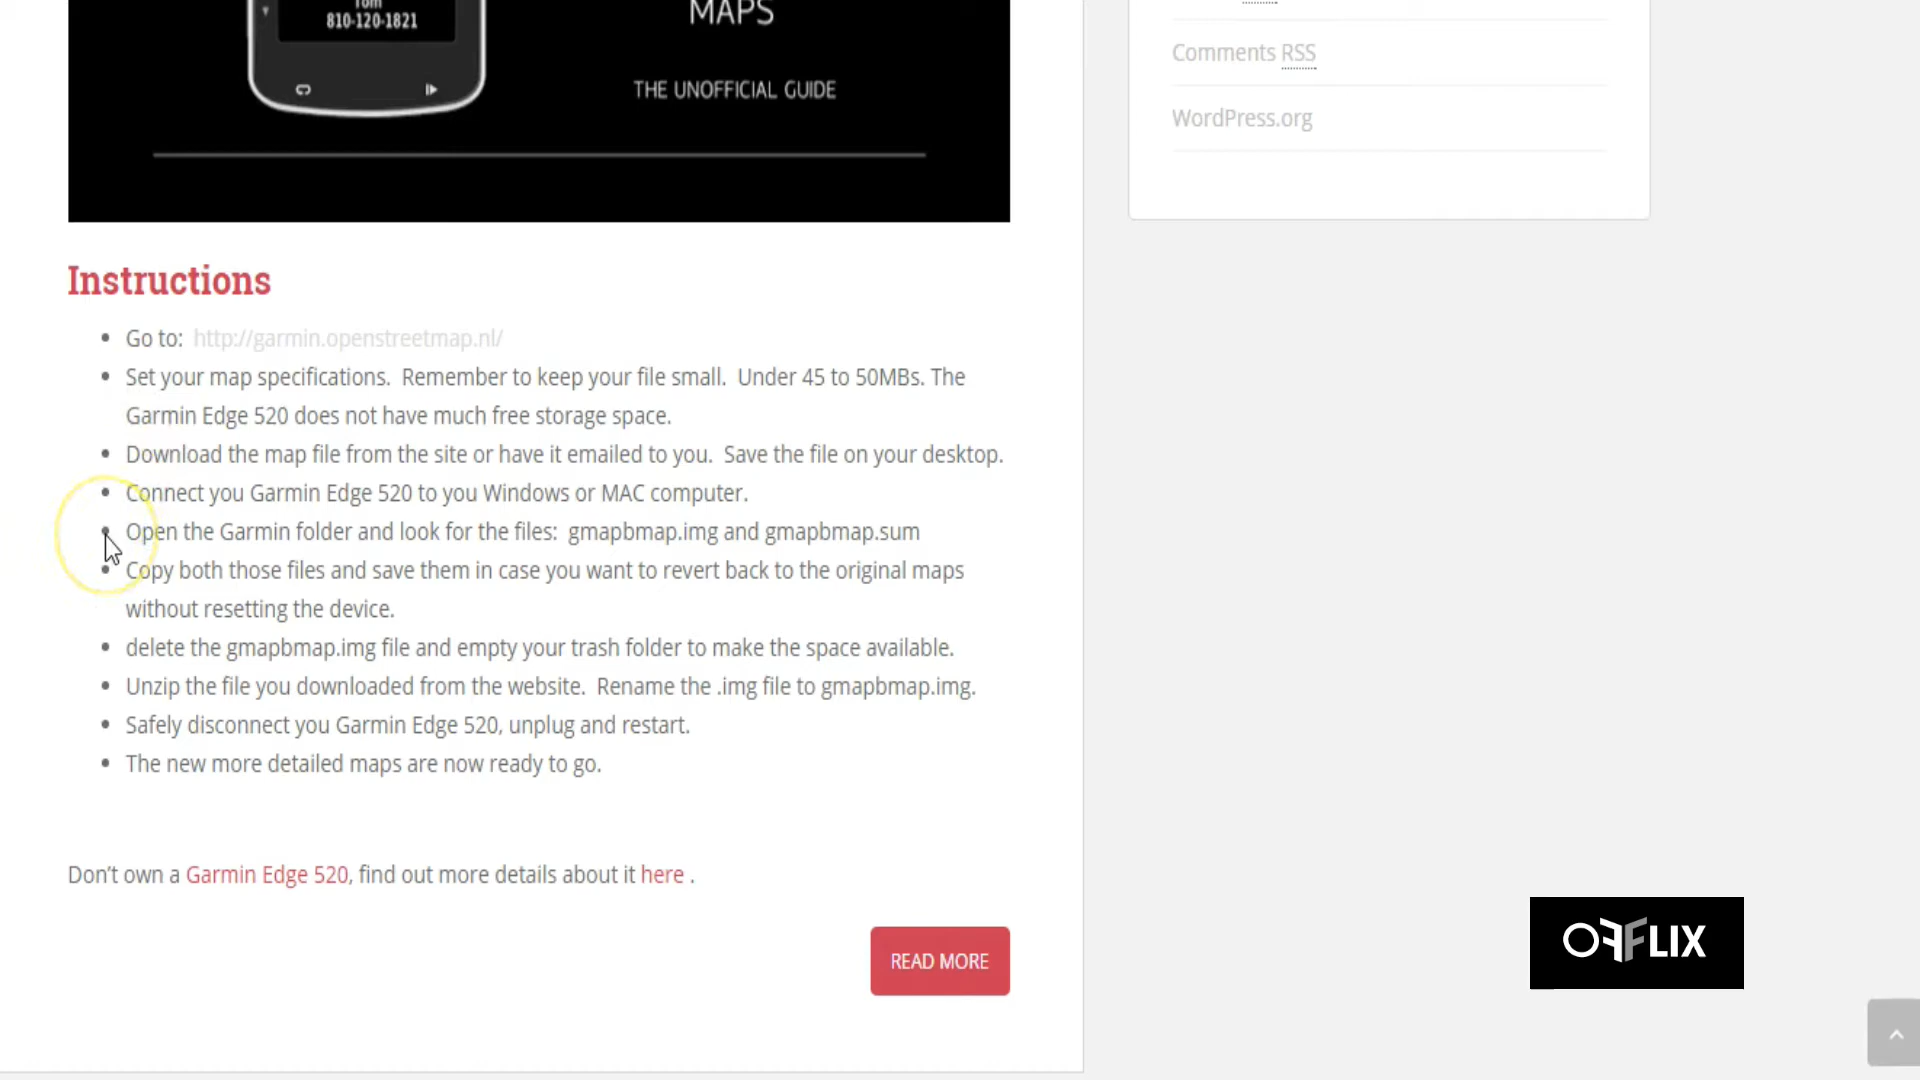 Tom
810-120-1821
MAPS
THE UNOFFICIAL GUIDE
Comments RSS
WordPress.org
Instructions
Go to: http://garmin.openstreetmap.nl/
Set your map specifications. Remember to keep your file small. Under 45 to 50MBs. The
Garmin Edge 520 does not have much free storage space.
Download the map file from the site or have it emailed to you. Save the file on your desktop.
Connect you Garmin Edge 520 to you Windows or MAC computer.
Open the Garmin folder and look for the files: gmapbmap.img and gmapbmap.sum
Copy both those files and save them in case you want to revert back to the original maps
without resetting the device.
delete the gmapbmap.img file and empty your trash folder to make the space available.
Unzip the file you downloaded from the website. Rename the .img file to gmapbmap.img.
Safely disconnect you Garmin Edge 520, unplug and restart.
The new more detailed maps are now ready to go.
Don't own a Garmin Edge 520, find out more details about it here .
READ MORE
OFFLIX